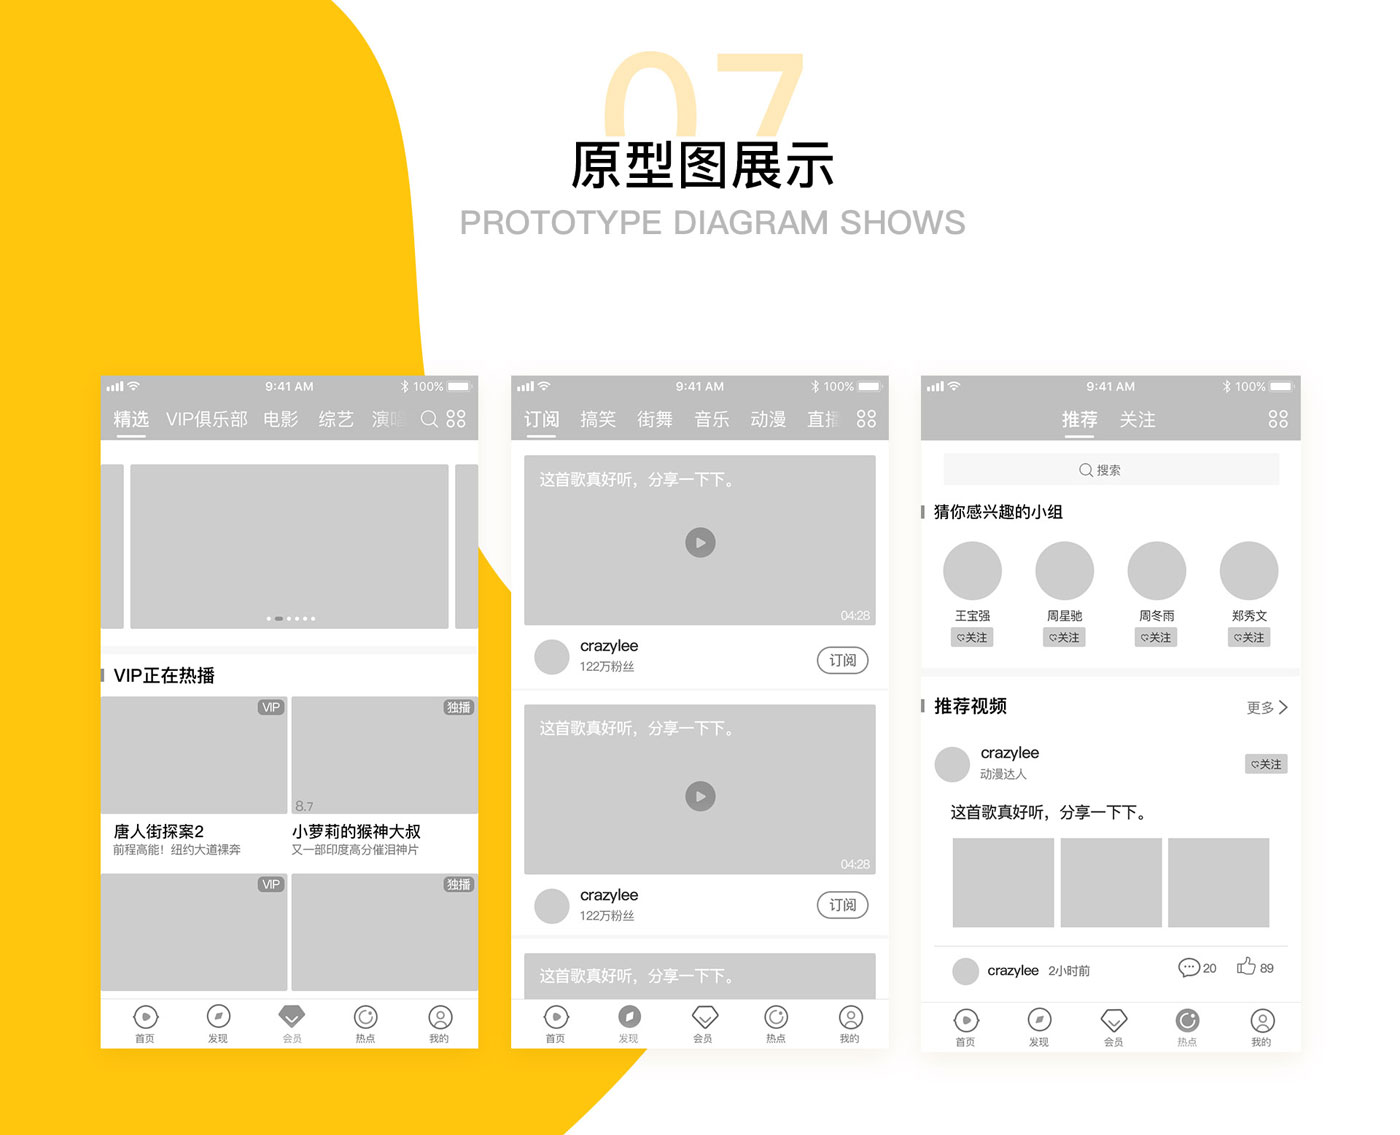 07
原型图展示
PROTOTYPE DIAGRAM SHOWS
9:41 AM 100%
精选 VIP俱乐部 电影 综艺 演唱
VIP正在热播
VIP 独播
8.7
唐人街探案2 小萝莉的猴神大叔
前程高能！纽约大道裸奔 又一部印度高分催泪神片
VIP 独播
首页 发现 会员 热点 我的
9:41 AM 100%
订阅 搞笑 街舞 音乐 动漫 直播
这首歌真好听，分享一下下。
04:28
crazylee
122万粉丝
订阅
这首歌真好听，分享一下下。
04:28
crazylee
122万粉丝
订阅
这首歌真好听，分享一下下。
首页 发现 会员 热点 我的
9:41 AM 100%
推荐 关注
搜索
猜你感兴趣的小组
王宝强 周星驰 周冬雨 郑秀文
关注 关注 关注 关注
推荐视频 更多
crazylee
动漫达人
关注
这首歌真好听，分享一下下。
crazylee 2小时前 20 89
首页 发现 会员 热点 我的